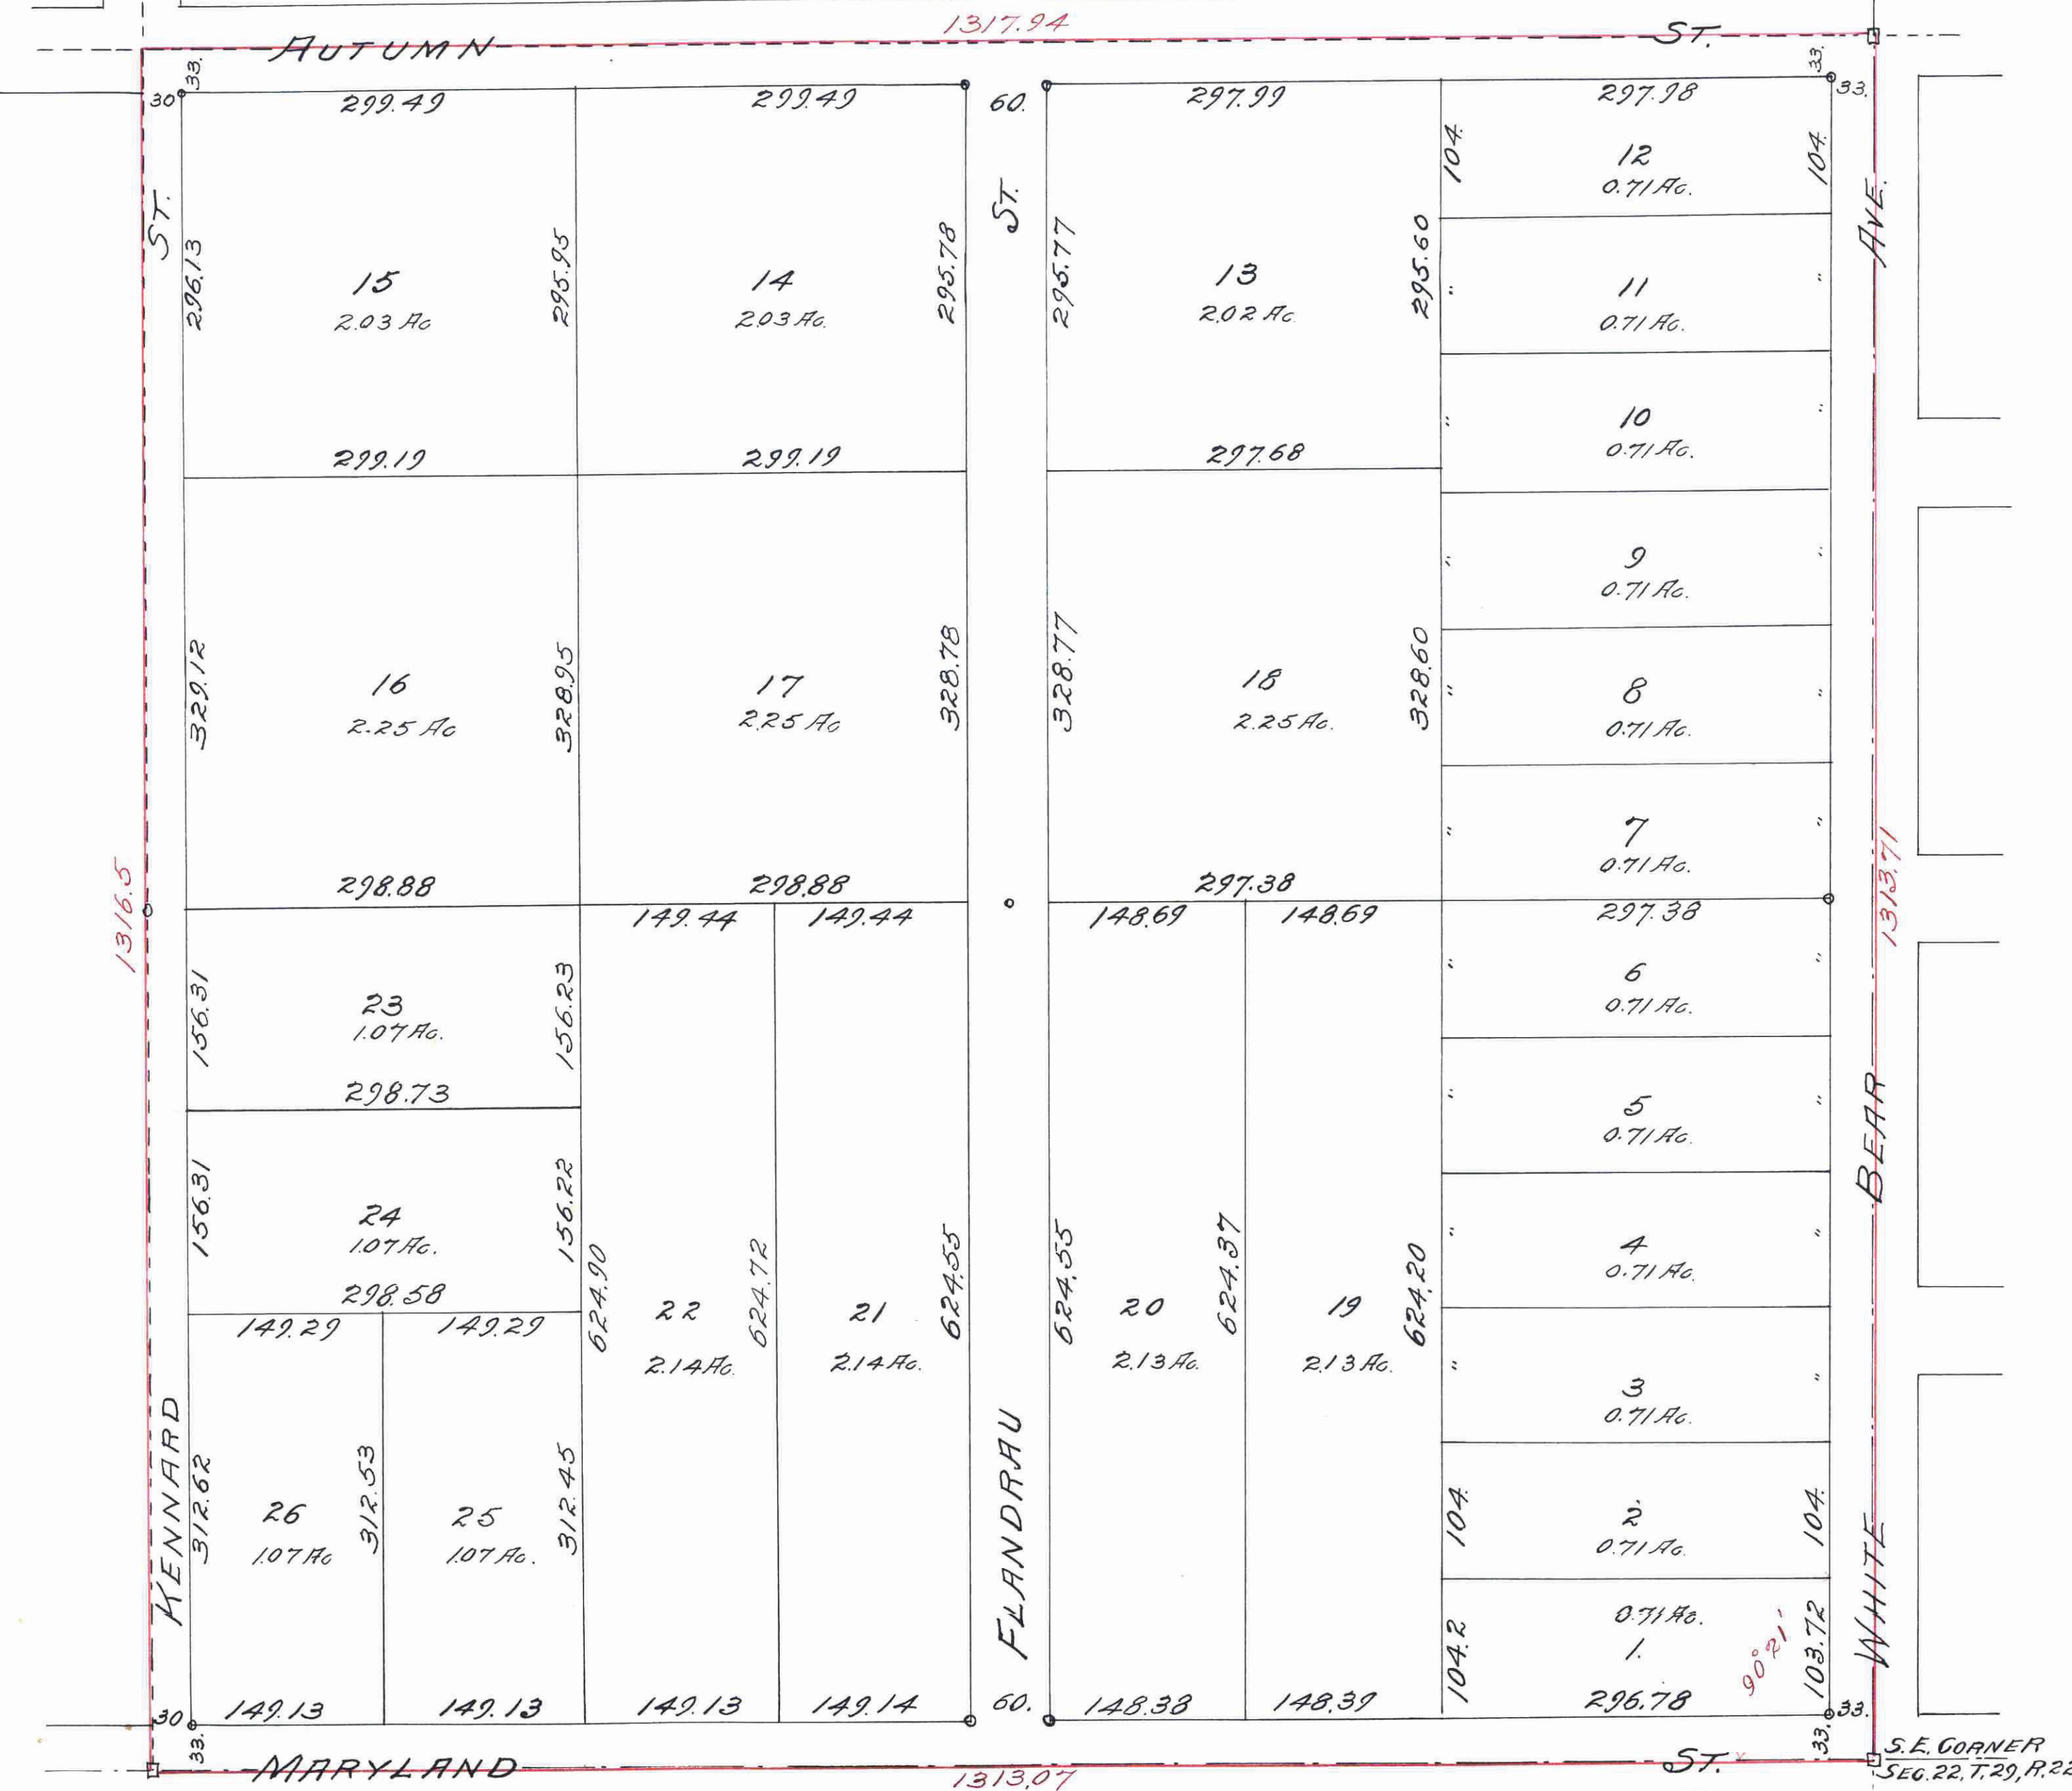 1317.94
AUTUMN ST.
33. 33.
30 299.49 299.49 60. 297.99 297.98 33.
ST. ST. AVE.
104. 12 104.
0.71 Ac.
296.13 15 295.95 14 295.78 295.77 13 295.60
2.03 Ac 2.03 Ac. 2.02 Ac.
" 11 "
0.71 Ac.
" 10 "
0.71 Ac.
299.19 299.19 297.68
" 9 "
0.71 Ac.
329.12 16 328.95 17 328.78 328.77 18 328.60
2.25 Ac 2.25 Ac 2.25 Ac.
" 8 "
0.71 Ac.
" 7 "
0.71 Ac.
1316.5 1313.71
298.88 298.88 297.38
149.44 149.44 148.69 148.69 297.38
" 6 "
0.71 Ac.
156.31 23 156.23
1.07 Ac.
298.73
" 5 "
0.71 Ac.
BEAR
156.31 24 156.22
1.07 Ac.
" 4 "
0.71 Ac.
298.58
149.29 149.29
624.90 22 624.72 21 624.55 624.55 20 624.37 19 624.20
2.14 Ac. 2.14 Ac. 2.13 Ac. 2.13 Ac.
" 3 "
0.71 Ac.
KENNARD FLANDRAU WHITE
312.62 26 312.53 25 312.45
1.07 Ac 1.07 Ac.
104. 2 104.
0.71 Ac.
104.2 0.71 Ac. 103.72
1. 90°21'
30 149.13 149.13 149.13 149.14 60. 148.38 148.39 296.78 33.
33. 33.
MARYLAND ST.
1313.07
S.E. CORNER
SEC. 22, T. 29, R. 22